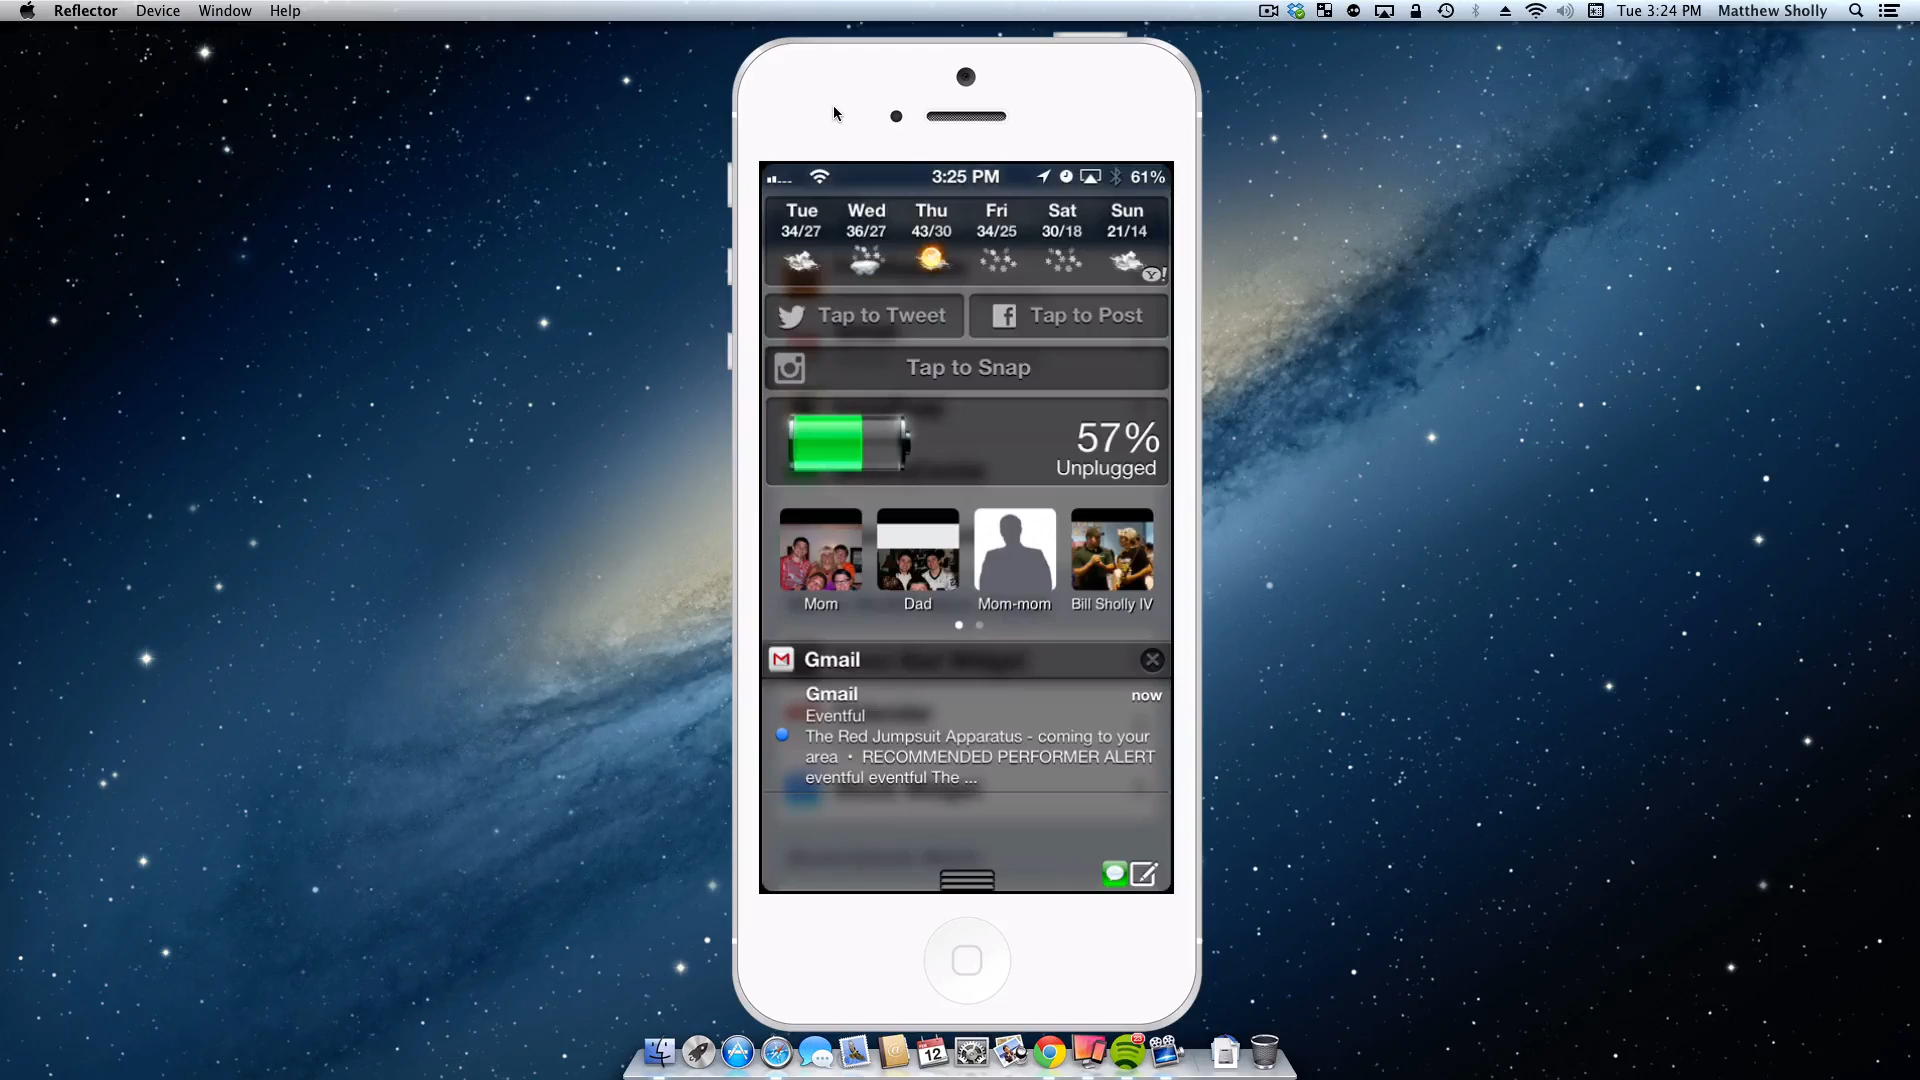 Reflector Device Window Help Tue 3:24 PM Matthew Sholly
3:25 PM 61%
Tue Wed Thu Fri Sat Sun
34/27 36/27 43/30 34/25 30/18 21/14
Y!
Tap to Tweet Tap to Post
Tap to Snap
57%
Unplugged
Mom Dad Mom-mom Bill Sholly IV
Gmail
Gmail now
Eventful
The Red Jumpsuit Apparatus - coming to your
area • RECOMMENDED PERFORMER ALERT
eventful eventful The ...
12 23